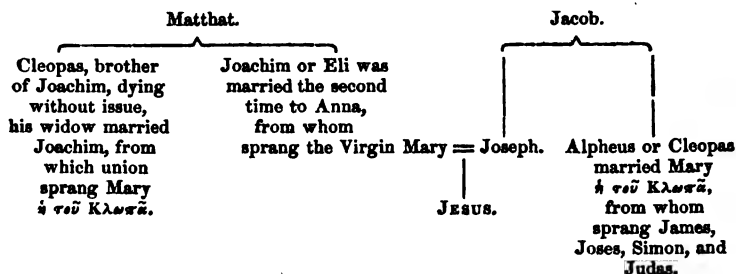 Matthat.
Jacob.
Cleopas, brother
of Joachim, dying
without issue,
his widow married
Joachim, from
which union
sprang Mary
ἡ τοῦ Κλωπᾶ.
Joachim or Eli was
married the second
time to Anna,
from whom
sprang the Virgin Mary = Joseph.
JESUS.
Alpheus or Cleopas
married Mary
ἡ τοῦ Κλωπᾶ,
from whom
sprang James,
Joses, Simon, and
Judas.